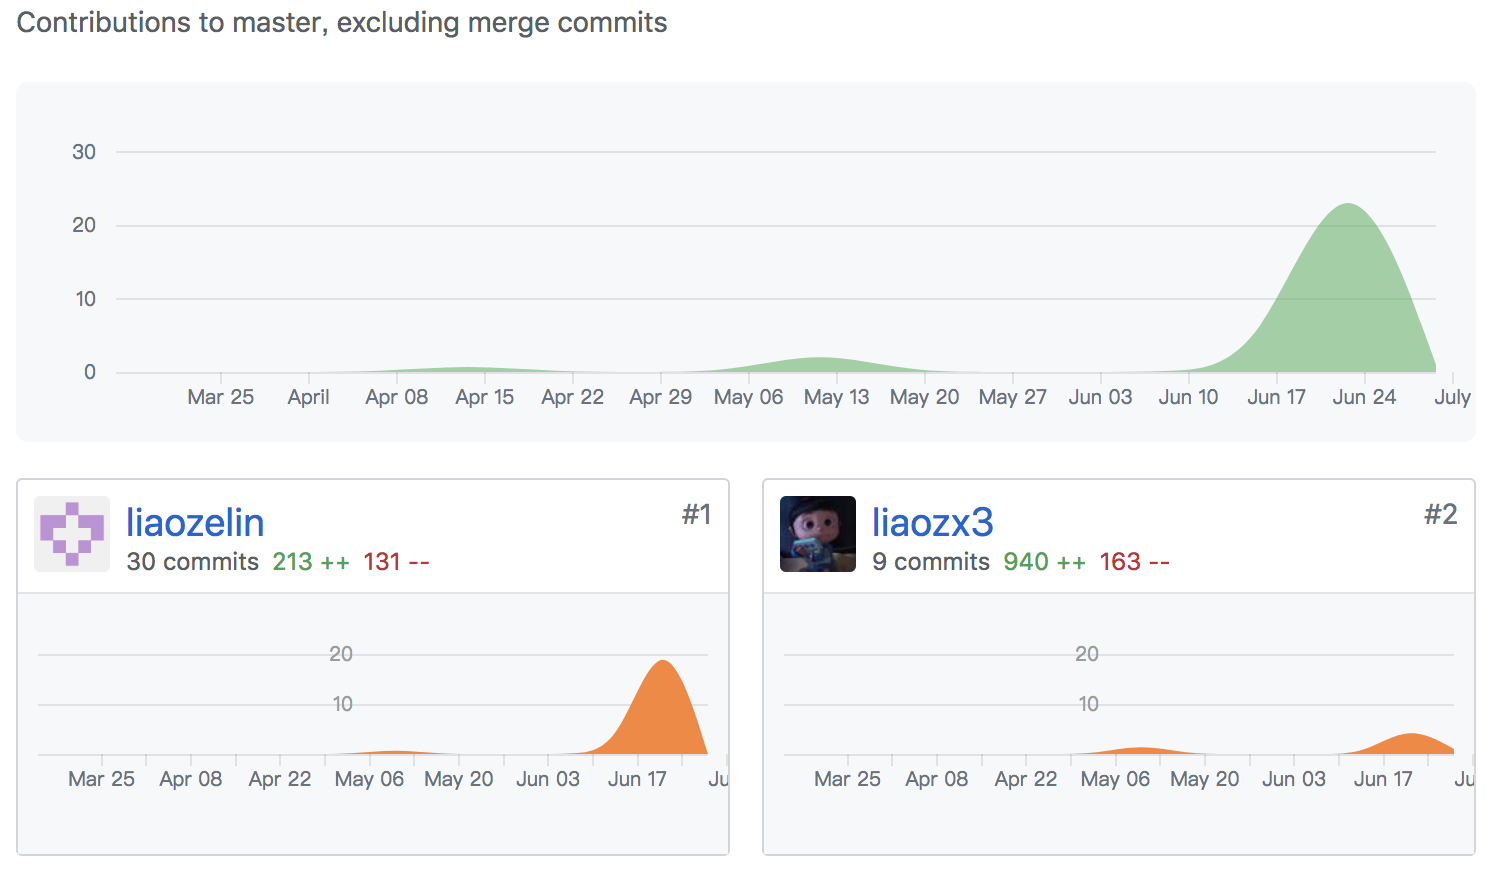 Contributions to master, excluding merge commits
30
20
10
0
Mar 25 April Apr 08 Apr 15 Apr 22 Apr 29 May 06 May 13 May 20 May 27 Jun 03 Jun 10 Jun 17 Jun 24 July
liaozelin #1
30 commits 213 ++ 131 --
20
10
Mar 25 Apr 08 Apr 22 May 06 May 20 Jun 03 Jun 17 Ju
liaozx3 #2
9 commits 940 ++ 163 --
20
10
Mar 25 Apr 08 Apr 22 May 06 May 20 Jun 03 Jun 17 Ju